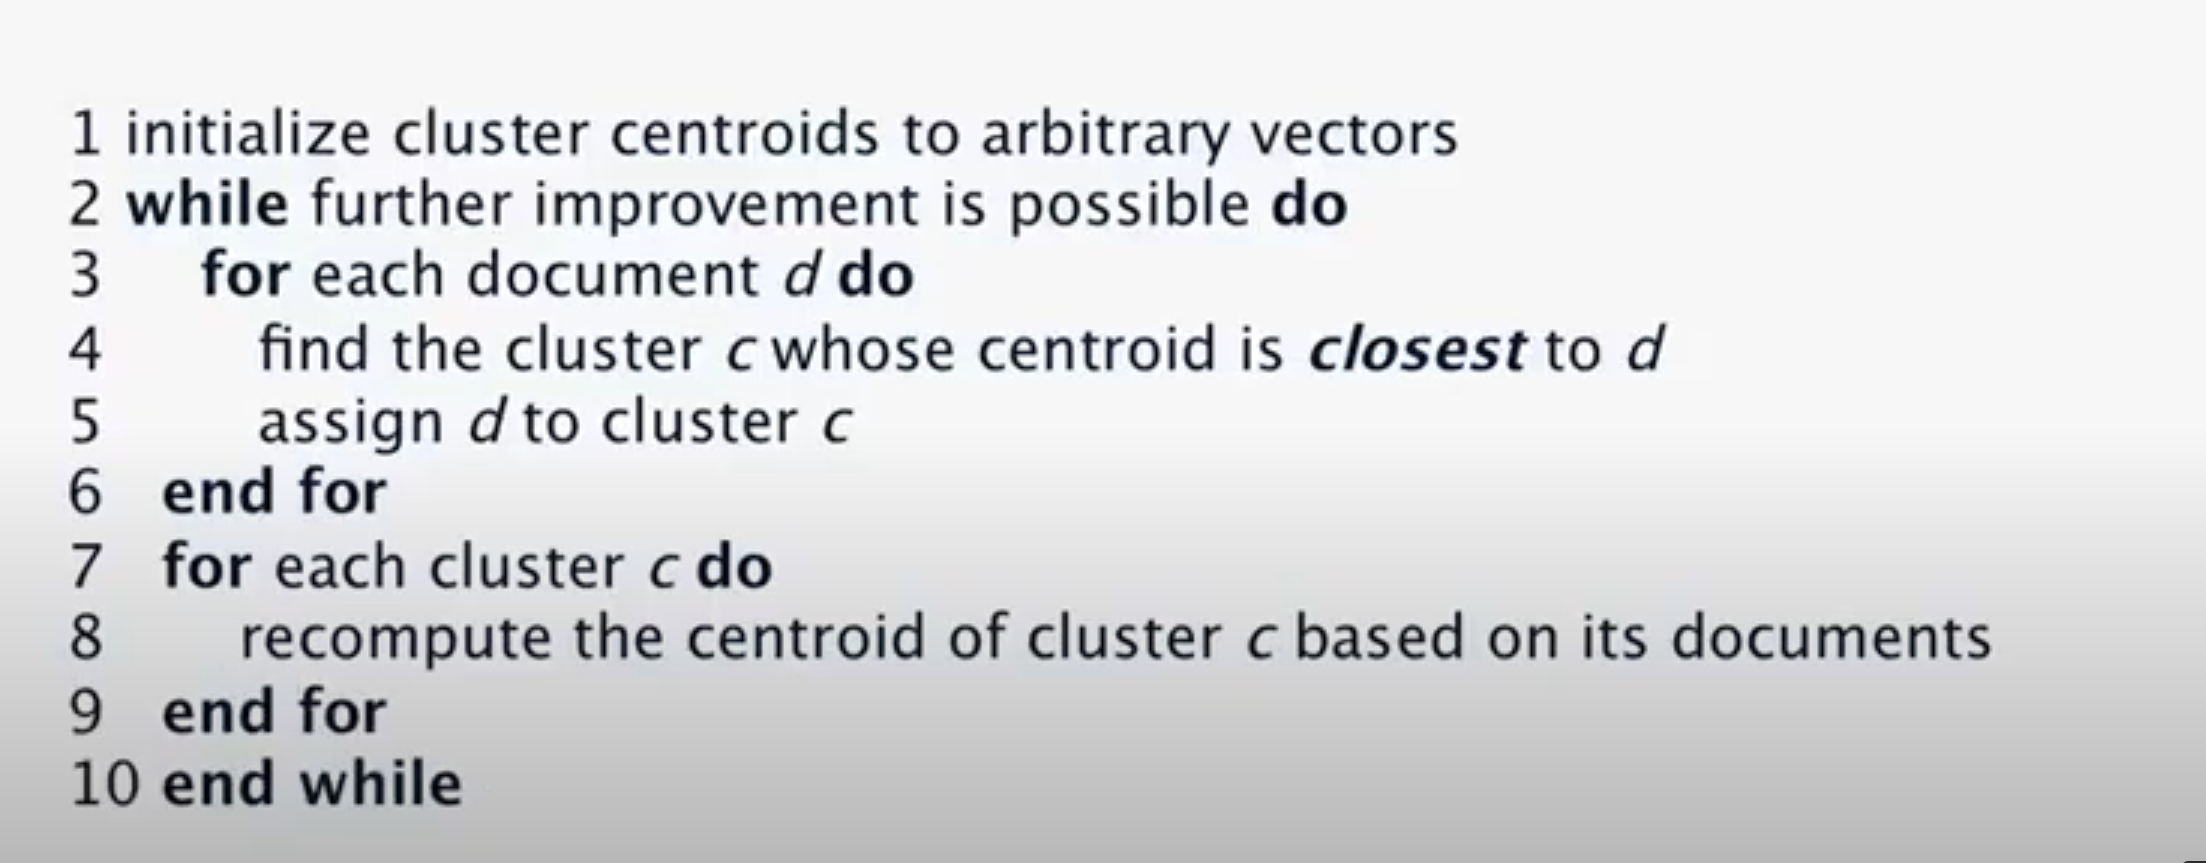 1 initialize cluster centroids to arbitrary vectors
2 while further improvement is possible do
3 for each document d do
4 find the cluster c whose centroid is closest to d
5 assign d to cluster c
6 end for
7 for each cluster c do
8 recompute the centroid of cluster c based on its documents
9 end for
10 end while